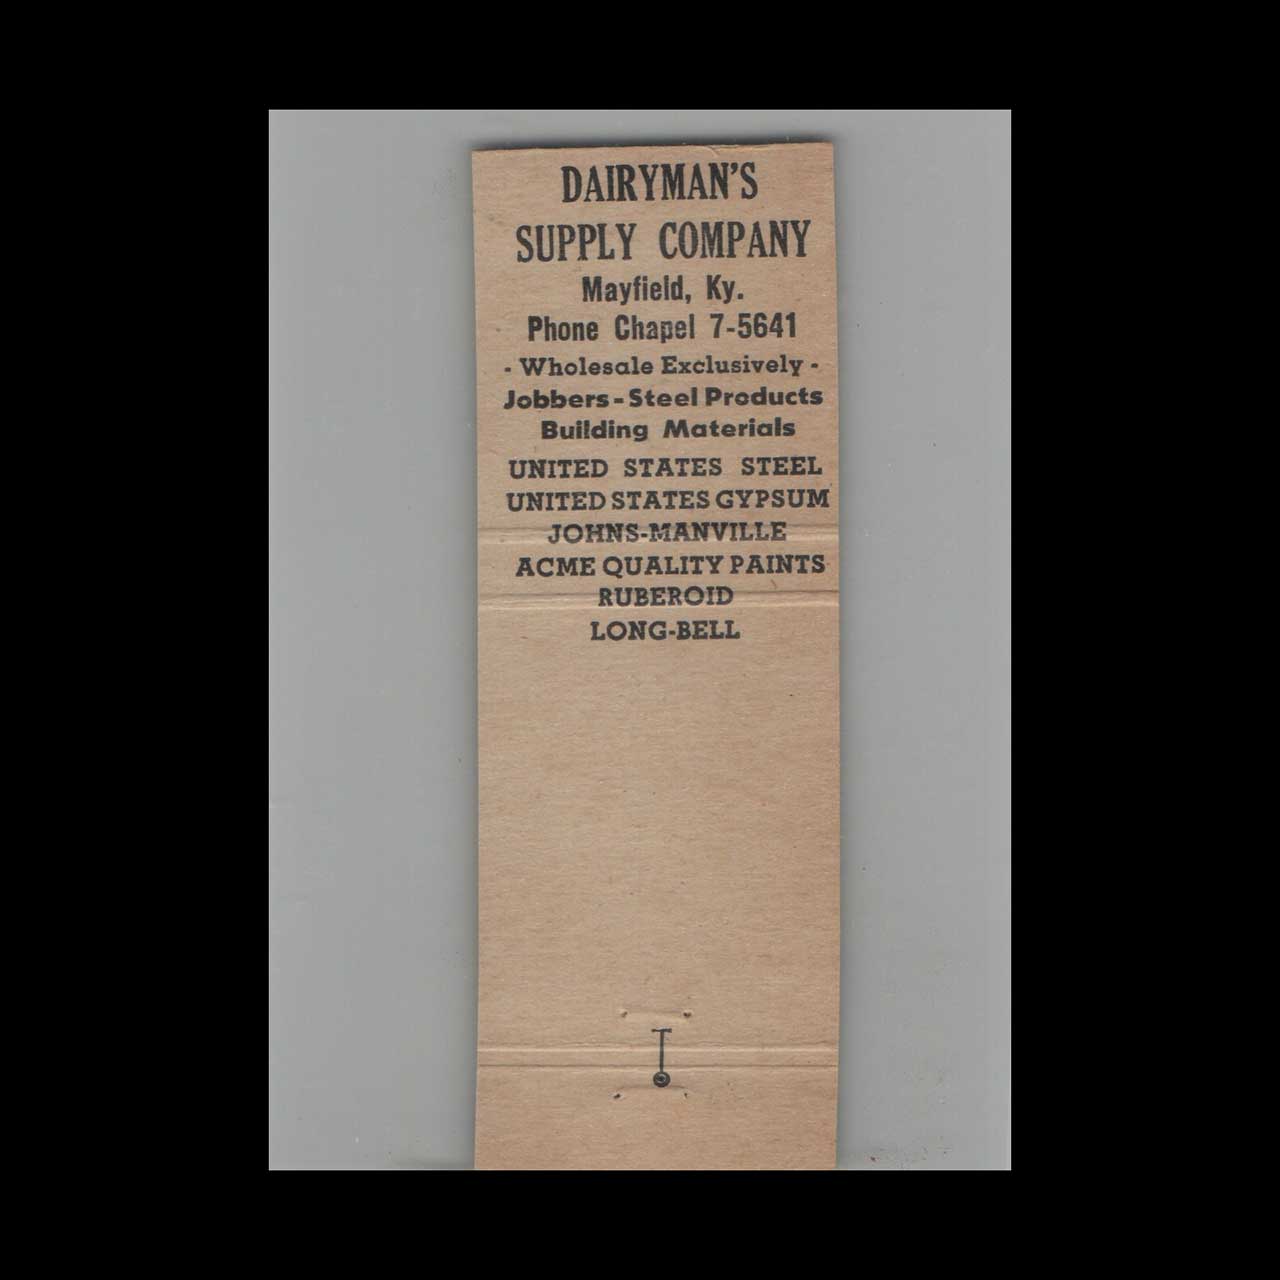 DAIRYMAN'S
SUPPLY COMPANY
Mayfield, Ky.
Phone Chapel 7-5641
- Wholesale Exclusively -
Jobbers - Steel Products
Building Materials
UNITED STATES STEEL
UNITED STATES GYPSUM
JOHNS-MANVILLE
ACME QUALITY PAINTS
RUBEROID
LONG-BELL